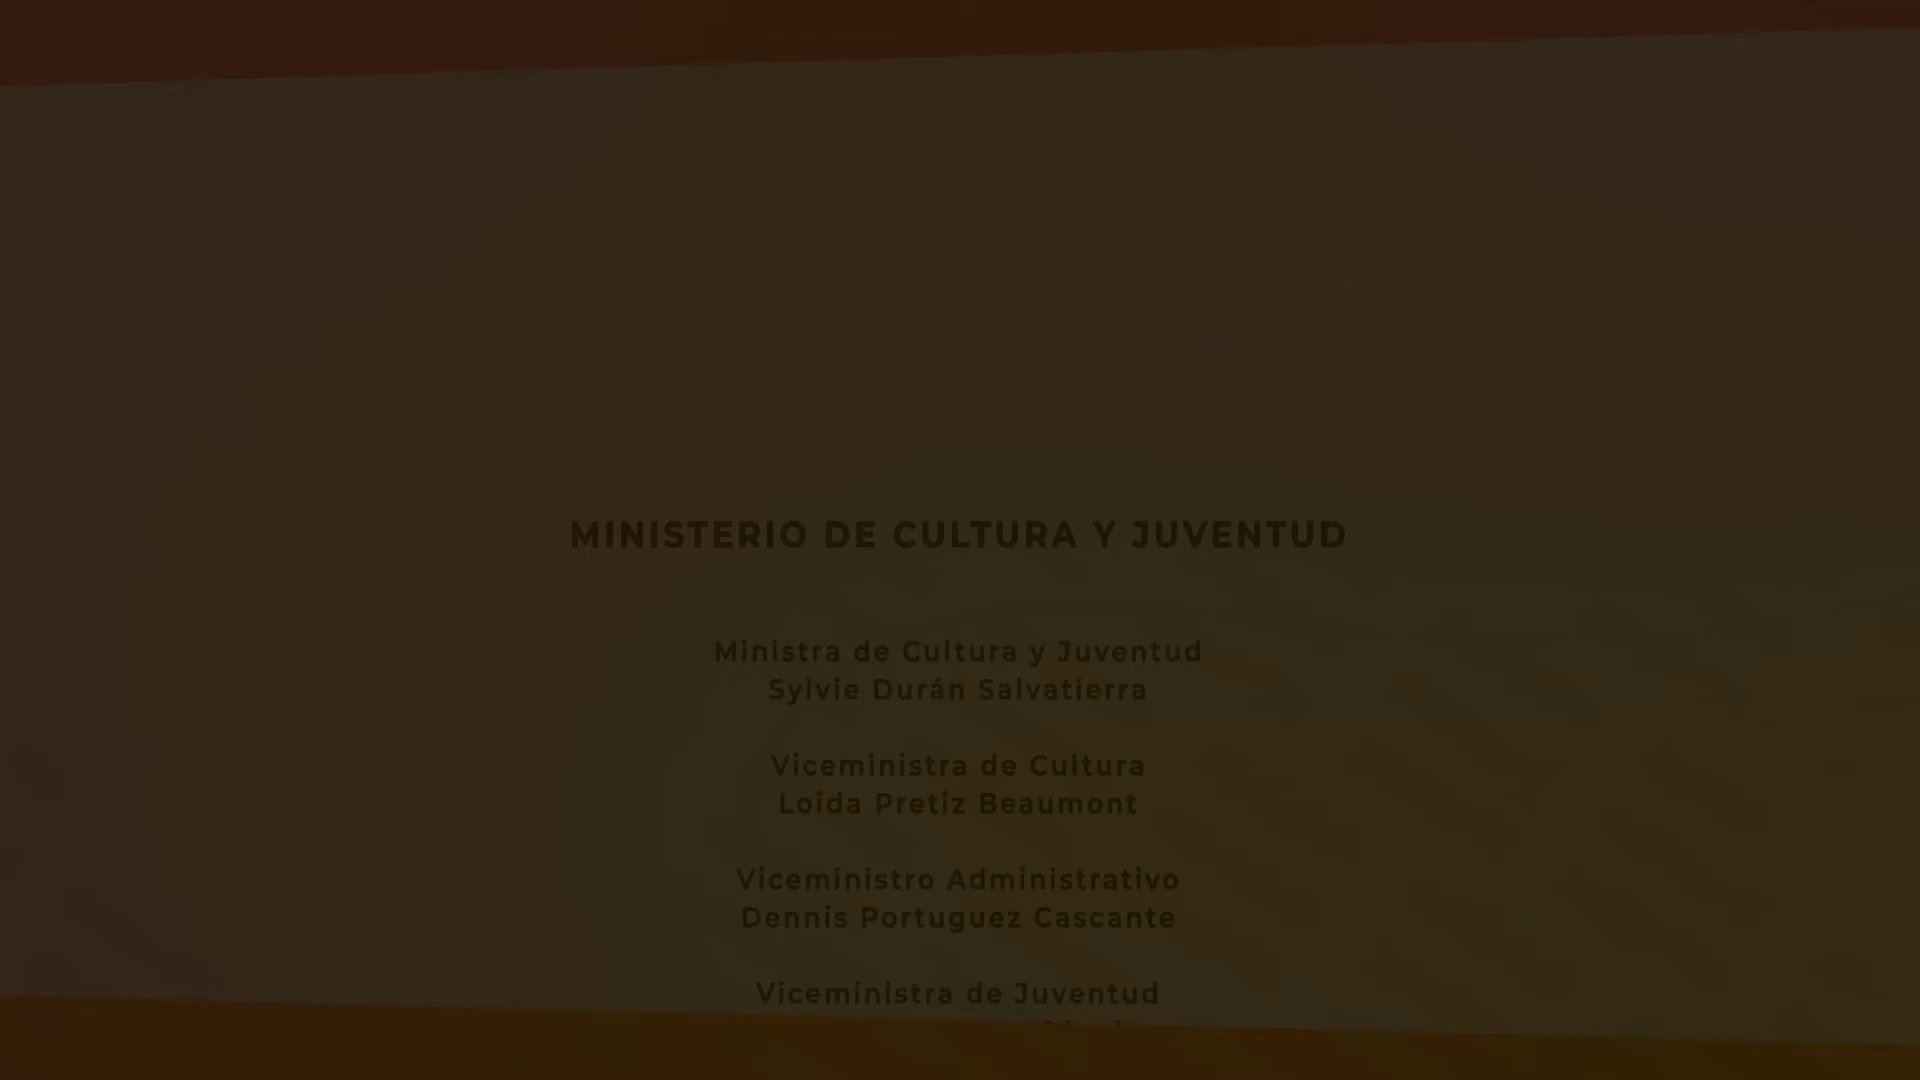 MINISTERIO DE CULTURA Y JUVENTUD
Ministra de Cultura y Juventud
Sylvie Durán Salvatierra
Viceministra de Cultura
Loida Pretiz Beaumont
Viceministro Administrativo
Dennis Portuguez Cascante
Viceministra de Juventud